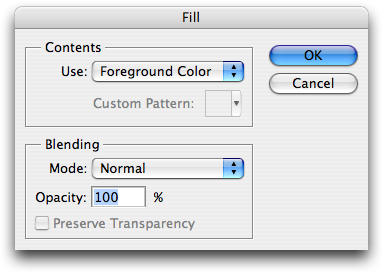 Fill
Contents
Use: Foreground Color
Custom Pattern:
OK
Cancel
Blending
Mode: Normal
Opacity: 100 %
Preserve Transparency